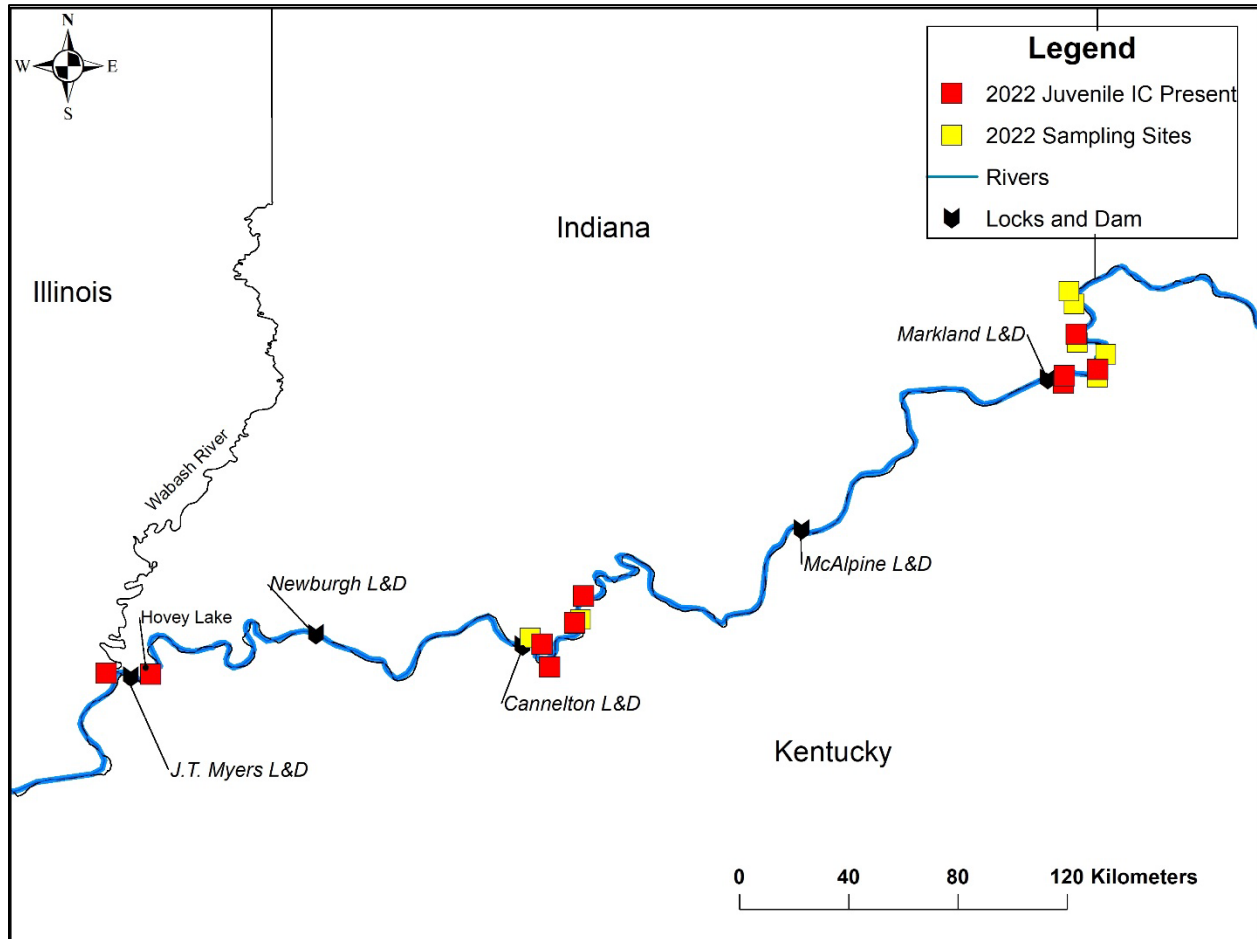 N
W E
S
Legend
2022 Juvenile IC Present
2022 Sampling Sites
Rivers
Locks and Dam
Indiana
Illinois
Markland L&D
Wabash River
McAlpine L&D
Newburgh L&D
Hovey Lake
Cannelton L&D
Kentucky
J.T. Myers L&D
0 40 80 120 Kilometers